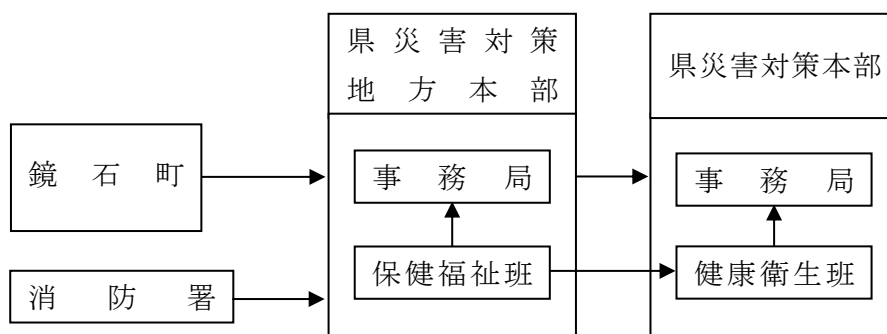 県災害対策
地方本部
県災害対策本部
鏡石町
事務局
事務局
保健福祉班
健康衛生班
消防署